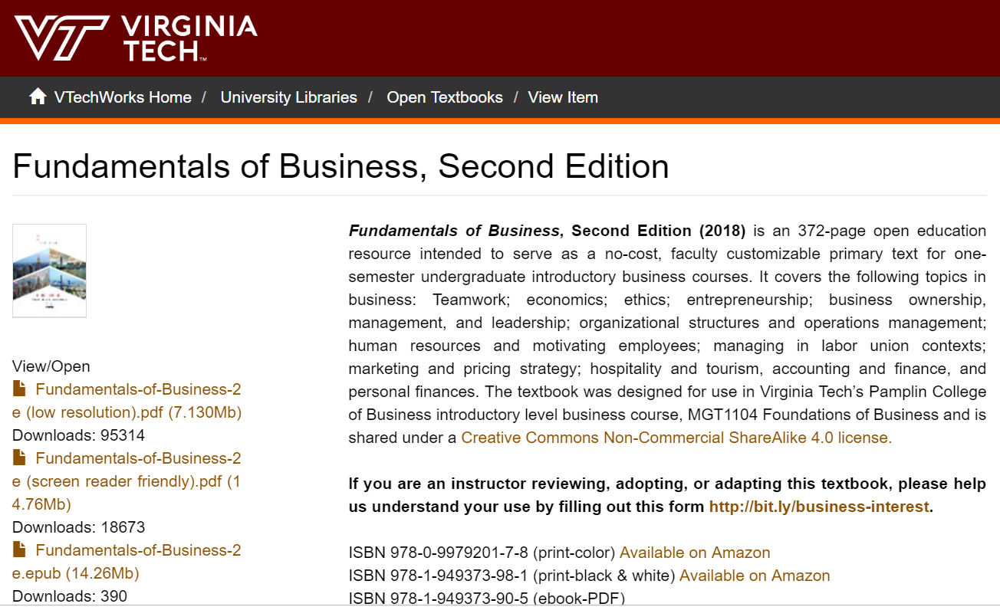 VIRGINIA
TECH™
VTechWorks Home / University Libraries / Open Textbooks / View Item
Fundamentals of Business, Second Edition
View/Open
Fundamentals-of-Business-2
e (low resolution).pdf (7.130Mb)
Downloads: 95314
Fundamentals-of-Business-2
e (screen reader friendly).pdf (1
4.76Mb)
Downloads: 18673
Fundamentals-of-Business-2
e.epub (14.26Mb)
Downloads: 390
Fundamentals of Business, Second Edition (2018) is an 372-page open education
resource intended to serve as a no-cost, faculty customizable primary text for one-
semester undergraduate introductory business courses. It covers the following topics in
business: Teamwork; economics; ethics; entrepreneurship; business ownership,
management, and leadership; organizational structures and operations management;
human resources and motivating employees; managing in labor union contexts;
marketing and pricing strategy; hospitality and tourism, accounting and finance, and
personal finances. The textbook was designed for use in Virginia Tech’s Pamplin College
of Business introductory level business course, MGT1104 Foundations of Business and is
shared under a Creative Commons Non-Commercial ShareAlike 4.0 license.
If you are an instructor reviewing, adopting, or adapting this textbook, please help
us understand your use by filling out this form http://bit.ly/business-interest.
ISBN 978-0-9979201-7-8 (print-color) Available on Amazon
ISBN 978-1-949373-98-1 (print-black & white) Available on Amazon
ISBN 978-1-949373-90-5 (ebook-PDF)